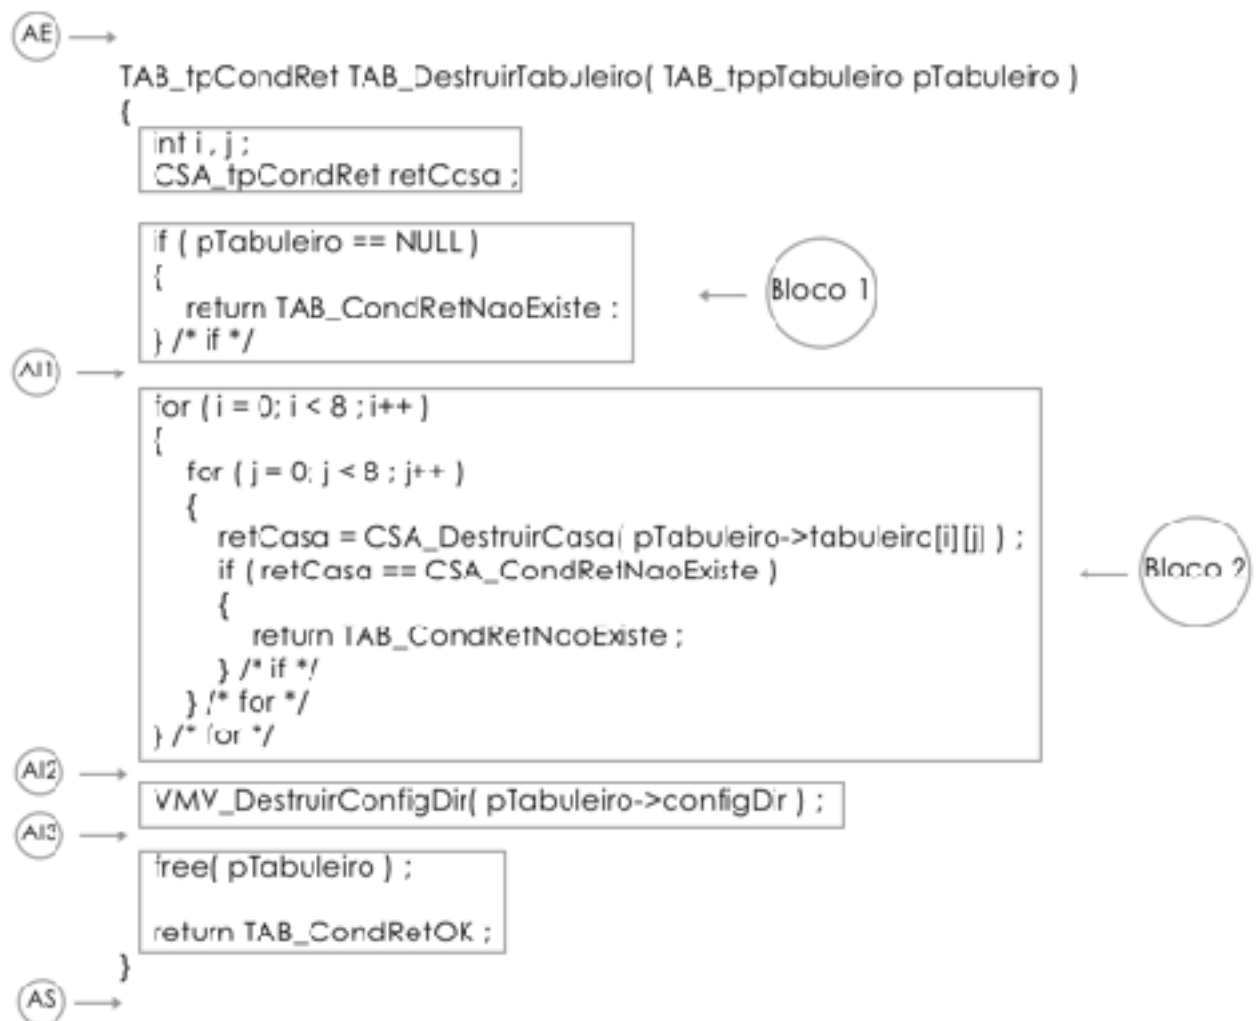 AE
TAB_tpCondRet TAB_DestruirTabuleiro( TAB_tppTabuleiro pTabuleiro )
{
int i , j ;
CSA_tpCondRet retCasa ;
if ( pTabuleiro == NULL )
{
return TAB_CondRetNaoExiste ;
} /* if */
Bloco 1
AI1
for ( i = 0; i < 8 ; i++ )
{
for ( j = 0; j < 8 ; j++ )
{
retCasa = CSA_DestruirCasa( pTabuleiro->tabuleiro[i][j] ) ;
if ( retCasa == CSA_CondRetNaoExiste )
{
return TAB_CondRetNaoExiste ;
} /* if */
} /* for */
} /* for */
Bloco 2
AI2
VMV_DestruirConfigDir( pTabuleiro->configDir ) ;
AI3
free( pTabuleiro ) ;
return TAB_CondRetOK ;
}
AS